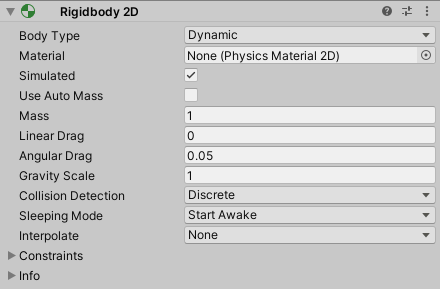 Rigidbody 2D
Body Type Dynamic
Material None (Physics Material 2D)
Simulated
Use Auto Mass
Mass 1
Linear Drag 0
Angular Drag 0.05
Gravity Scale 1
Collision Detection Discrete
Sleeping Mode Start Awake
Interpolate None
Constraints
Info